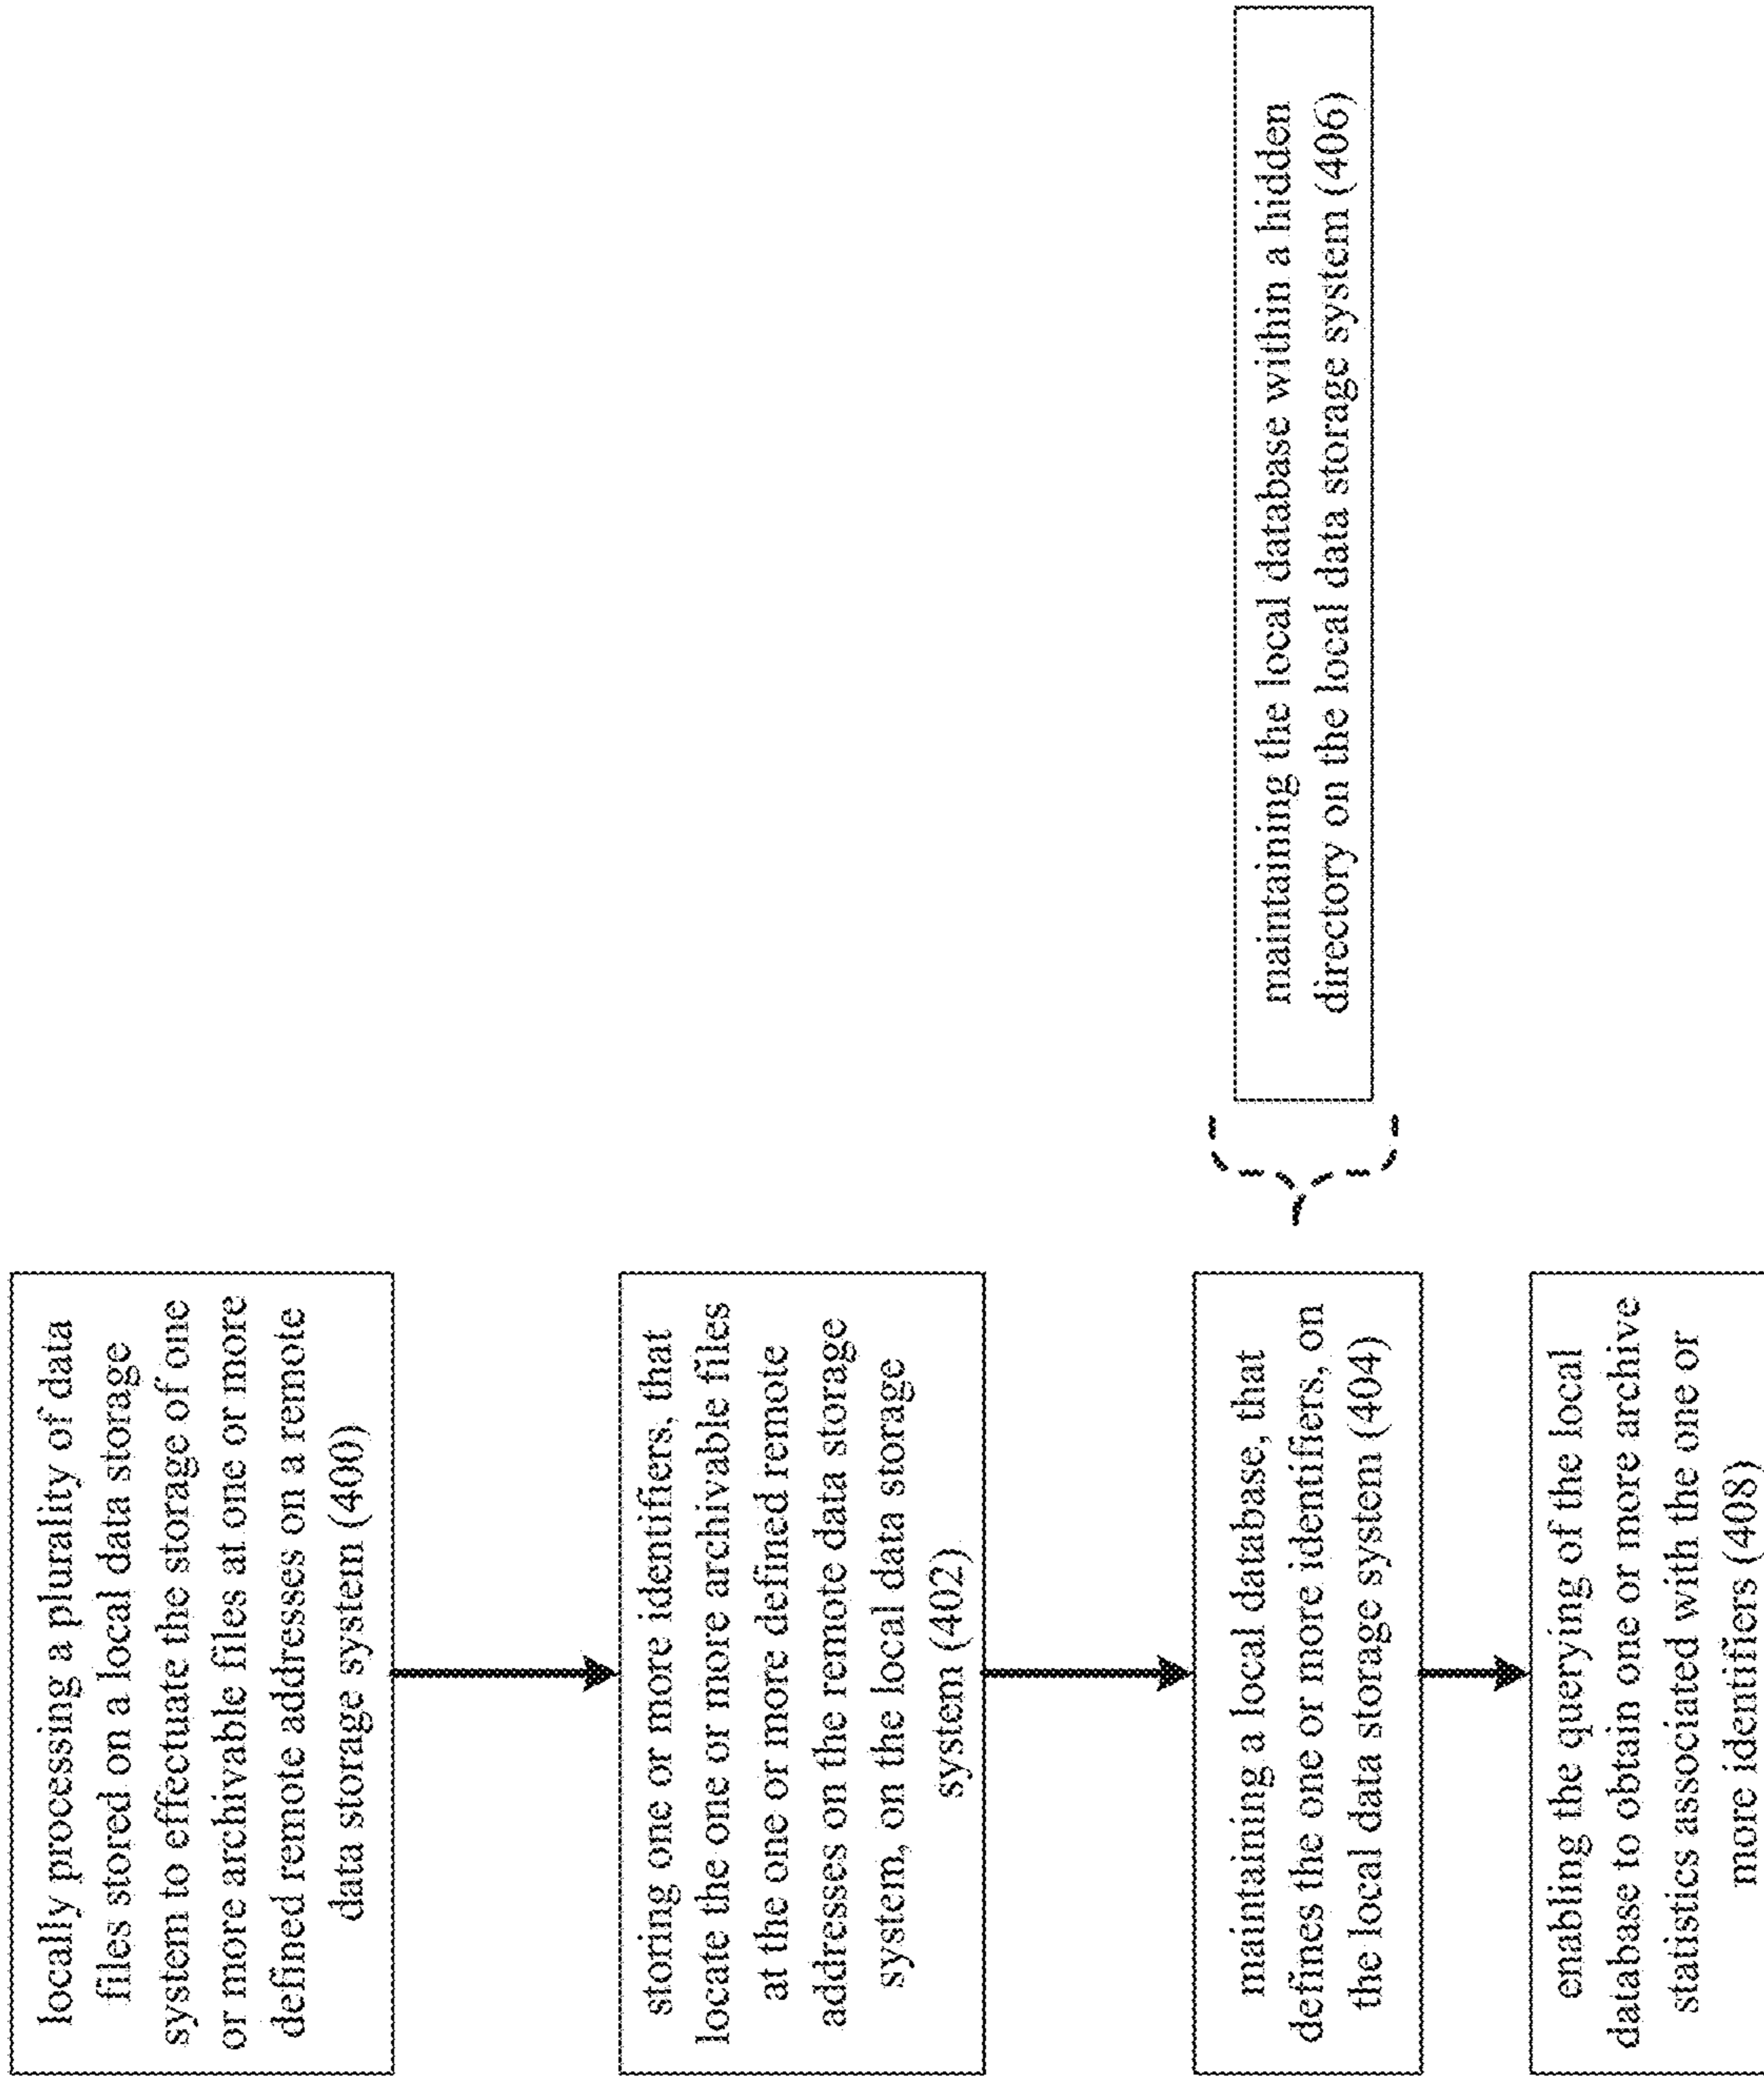 locally processing a plurality of data
files stored on a local data storage
system to effectuate the storage of one
or more archivable files at one or more
defined remote addresses on a remote
data storage system (400)
storing one or more identifiers, that
locate the one or more archivable files
at the one or more defined remote
addresses on the remote data storage
system, on the local data storage
system (402)
maintaining a local database, that
defines the one or more identifiers, on
the local data storage system (404)
maintaining the local database within a hidden
directory on the local data storage system (406)
enabling the querying of the local
database to obtain one or more archive
statistics associated with the one or
more identifiers (408)